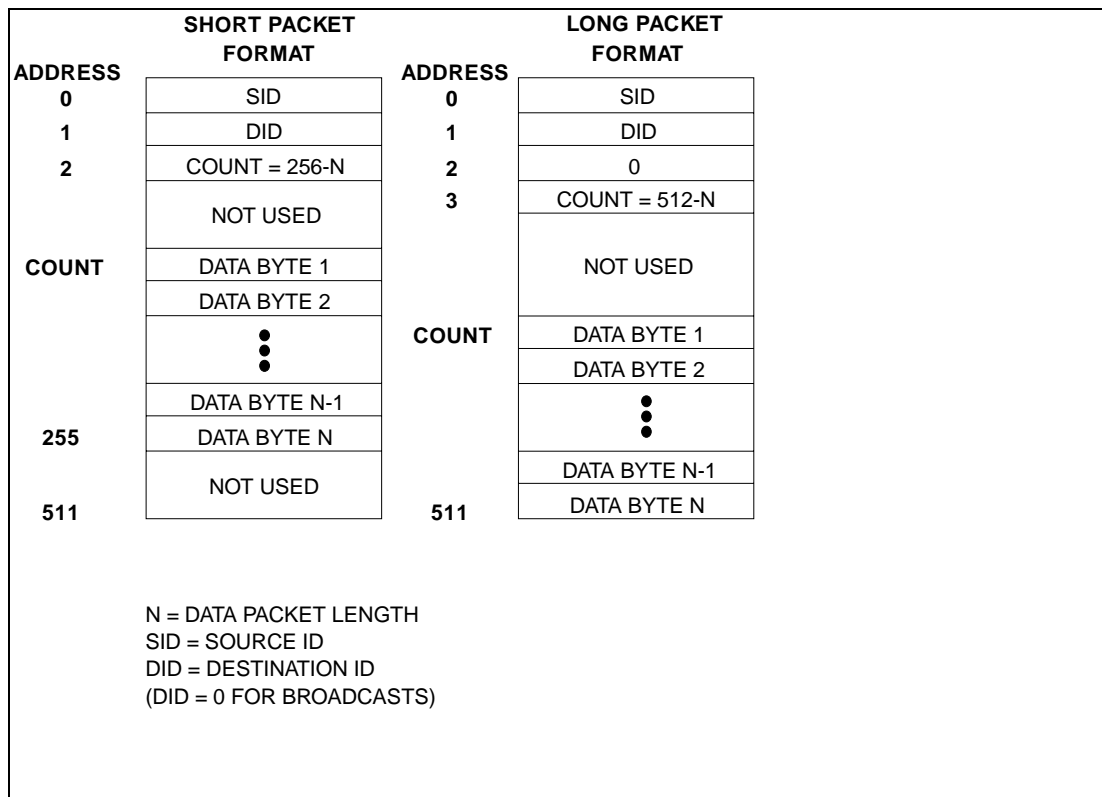 SHORT PACKET
FORMAT
ADDRESS
0
SID
1
DID
2
COUNT = 256-N
NOT USED
COUNT
DATA BYTE 1
DATA BYTE 2
DATA BYTE N-1
255
DATA BYTE N
NOT USED
511
LONG PACKET
FORMAT
ADDRESS
0
SID
1
DID
2
0
3
COUNT = 512-N
NOT USED
COUNT
DATA BYTE 1
DATA BYTE 2
DATA BYTE N-1
511
DATA BYTE N
N = DATA PACKET LENGTH
SID = SOURCE ID
DID = DESTINATION ID
(DID = 0 FOR BROADCASTS)